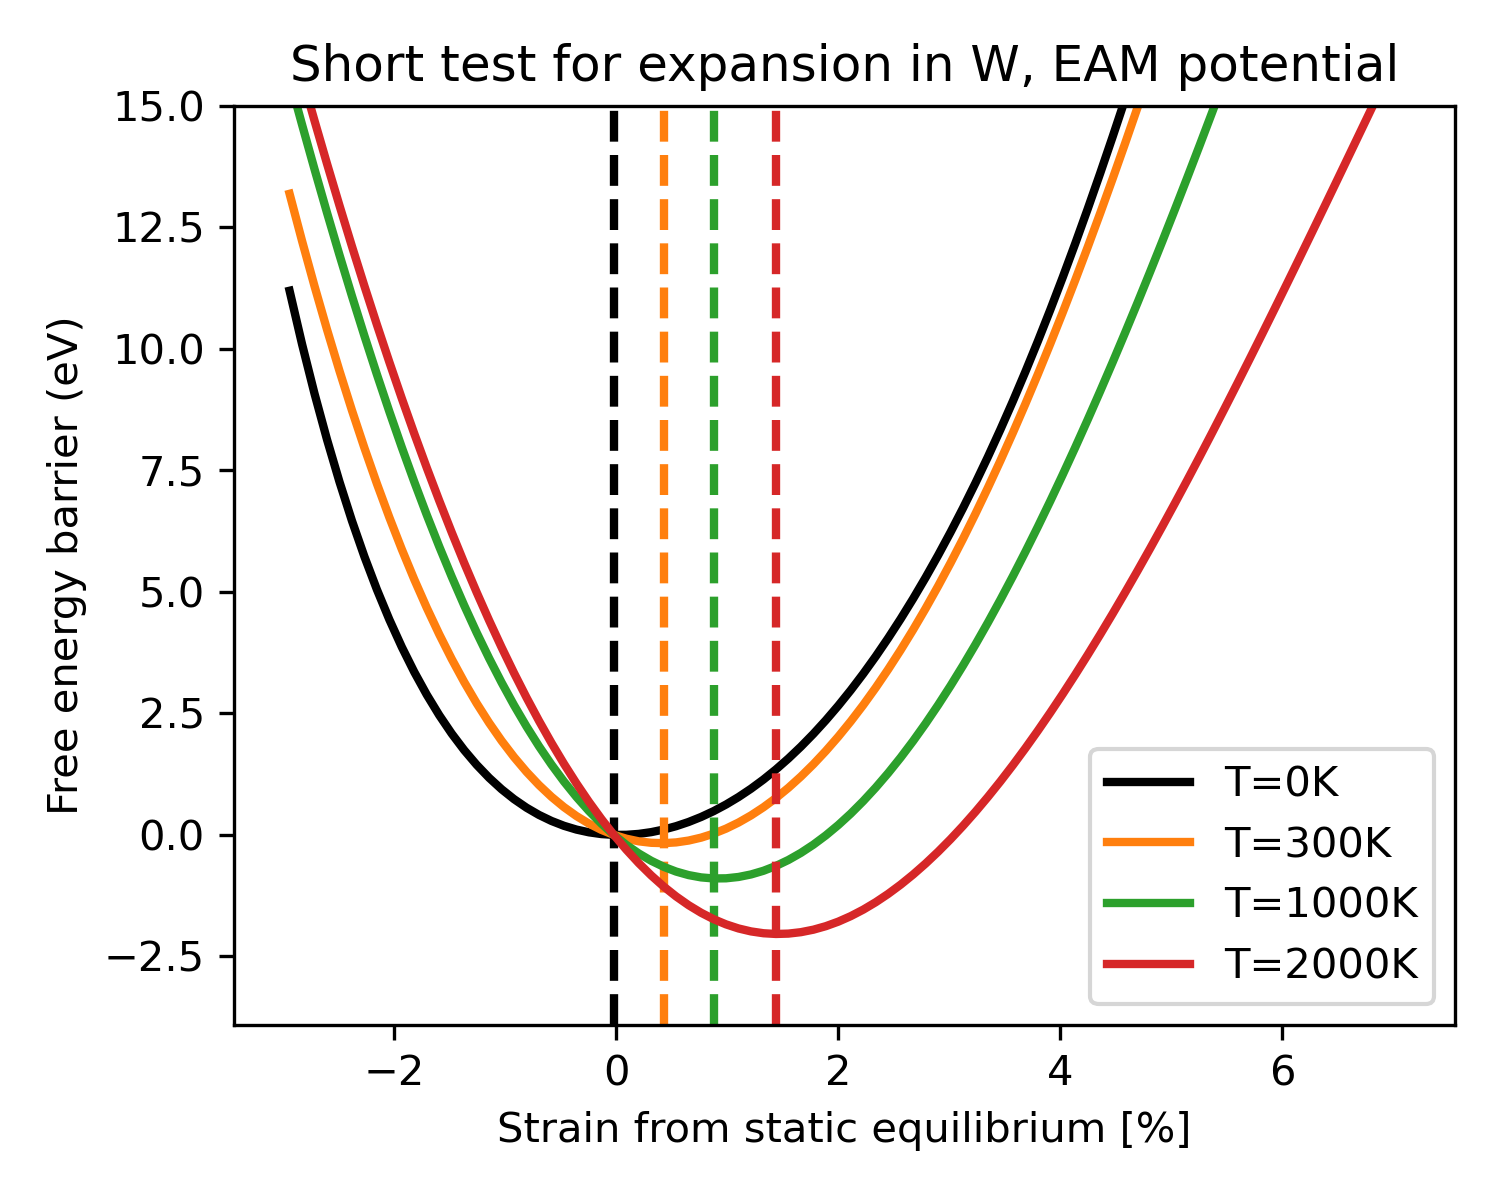 Short test for expansion in W, EAM potential
15.0
12.5
10.0
7.5
5.0
2.5
0.0
−2.5
Free energy barrier (eV)
−2 0 2 4 6
Strain from static equilibrium [%]
T=0K
T=300K
T=1000K
T=2000K